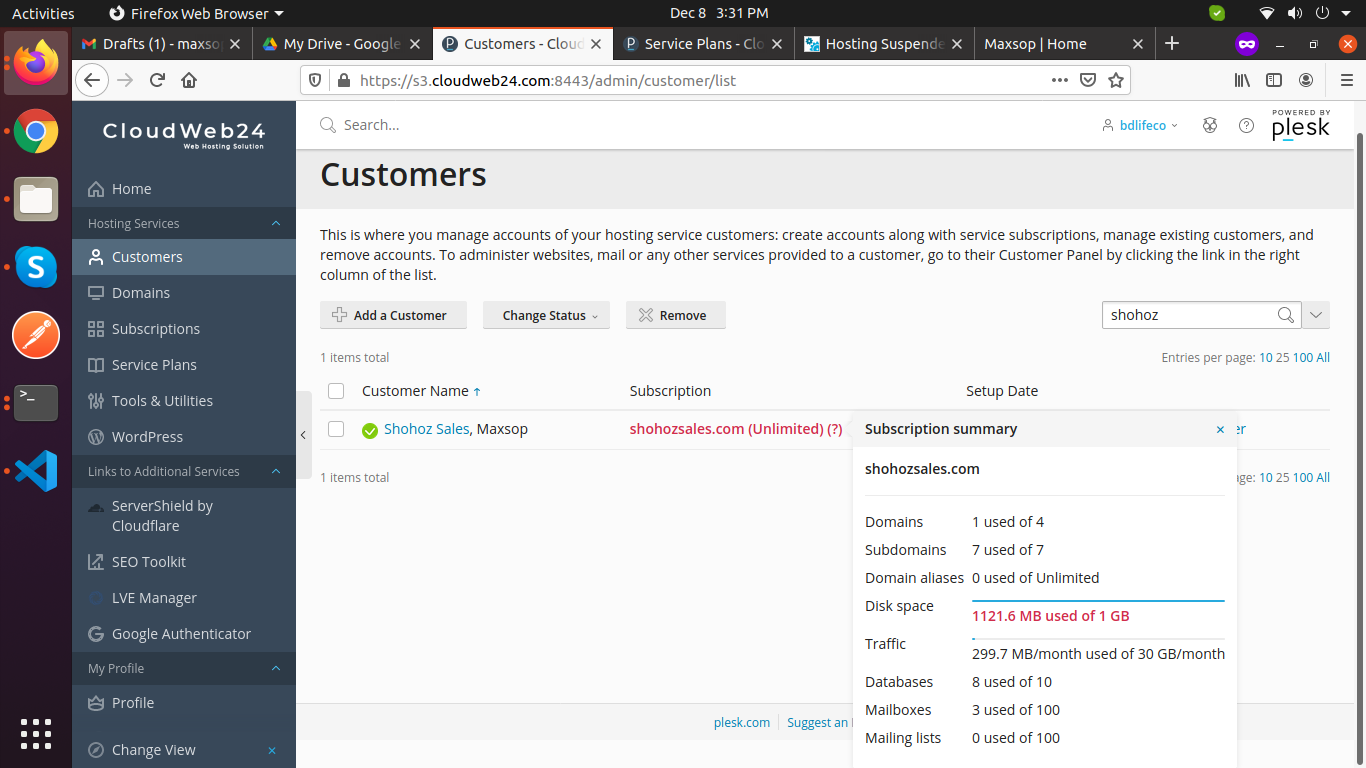 Activities
Firefox Web Browser
Dec 8 3:31 PM
Drafts (1) - maxso
My Drive - Google
Customers - Clou
Service Plans - Clo
Hosting Suspende
Maxsop | Home
https://s3.cloudweb24.com:8443/admin/customer/list
CloudWeb24
Web Hosting Solution
Search...
bdlifeco
POWERED BY
plesk
Home
Hosting Services
Customers
Domains
Subscriptions
Service Plans
Tools & Utilities
WordPress
Links to Additional Services
ServerShield by
Cloudflare
SEO Toolkit
LVE Manager
Google Authenticator
My Profile
Profile
Change View
Customers
This is where you manage accounts of your hosting service customers: create accounts along with service subscriptions, manage existing customers, and
remove accounts. To administer websites, mail or any other services provided to a customer, go to their Customer Panel by clicking the link in the right
column of the list.
Add a Customer
Change Status
Remove
shohoz
1 items total
Entries per page: 10 25 100 All
Customer Name
Subscription
Setup Date
Shohoz Sales, Maxsop
shohozsales.com (Unlimited) (?)
er
1 items total
ge: 10 25 100 All
Subscription summary
shohozsales.com
Domains 1 used of 4
Subdomains 7 used of 7
Domain aliases 0 used of Unlimited
Disk space
1121.6 MB used of 1 GB
Traffic
299.7 MB/month used of 30 GB/month
Databases 8 used of 10
Mailboxes 3 used of 100
Mailing lists 0 used of 100
plesk.com
Suggest an